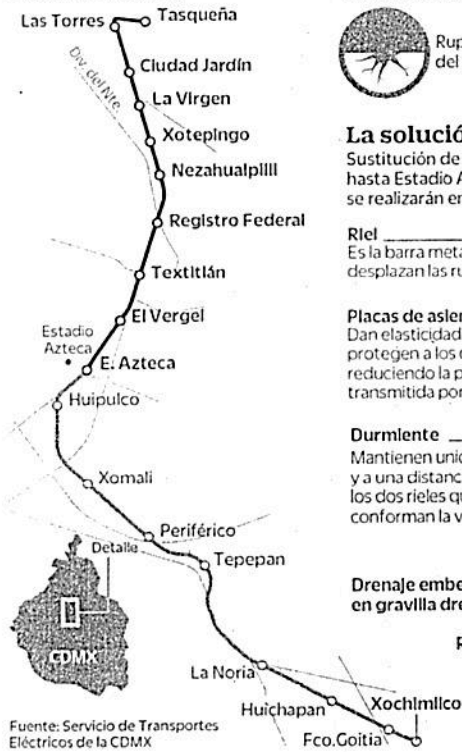 Tasqueña
Las Torres
Ciudad Jardín
Div. del Nte.
La Virgen
Xotepingo
Nezahualpilli
Registro Federal
Textitlán
El Vergel
Estadio
Azteca
E. Azteca
Huipulco
Xomali
Periférico
Tepepan
Detalle
CDMX
La Noria
Huichapan
Xochimilco
Fco. Goitia
Fuente: Servicio de Transportes
Eléctricos de la CDMX
Rup
del
La solució
Sustitución de
hasta Estadio A
se realizarán en
Riel
Es la barra meta
desplazan las ru
Placas de asien
Dan elasticidad
protegen a los d
reduciendo la p
transmitida por
Durmiente
Mantienen unid
y a una distanc
los dos rieles qu
conforman la v
Drenaje embe
en gravilla dre
R